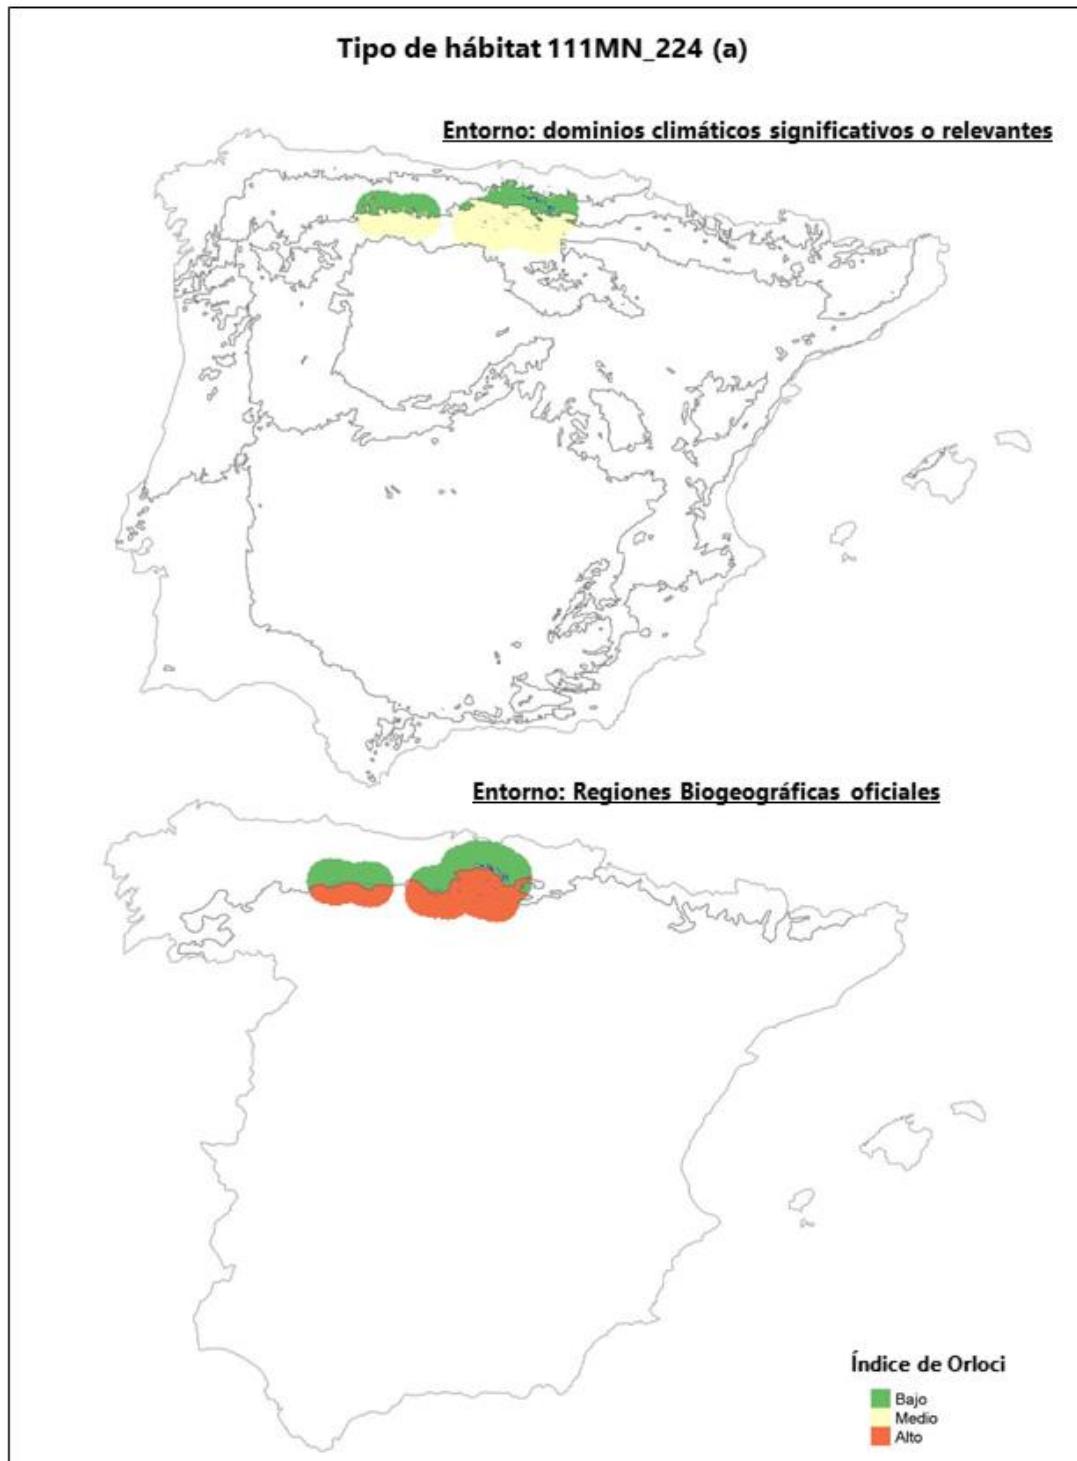 Tipo de hábitat 111MN_224 (a)
Entorno: dominios climáticos significativos o relevantes
Entorno: Regiones Biogeográficas oficiales
Índice de Orloci
Bajo
Medio
Alto